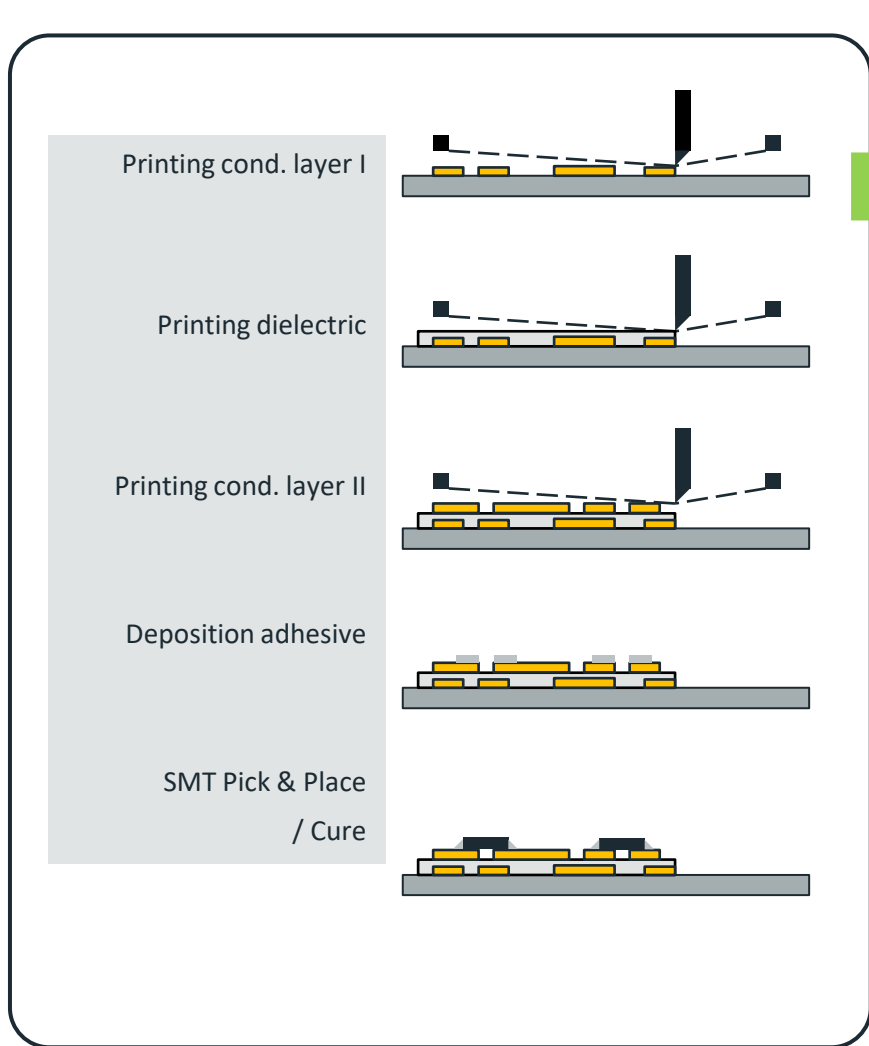 Printing cond. layer I
Printing dielectric
Printing cond. layer II
Deposition adhesive
SMT Pick & Place
/ Cure